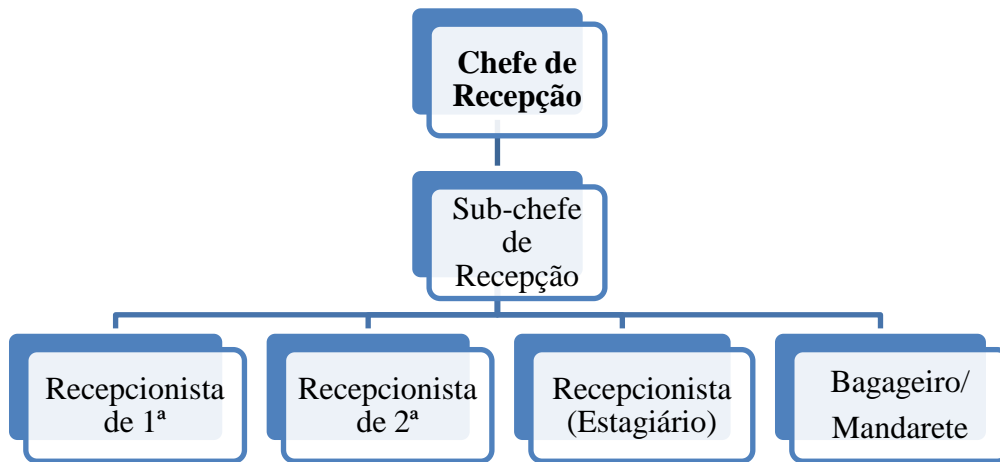 Chefe de
Recepção
Sub-chefe
de
Recepção
Recepcionista
de 1ª
Recepcionista
de 2ª
Recepcionista
(Estagiário)
Bagageiro/
Mandarete